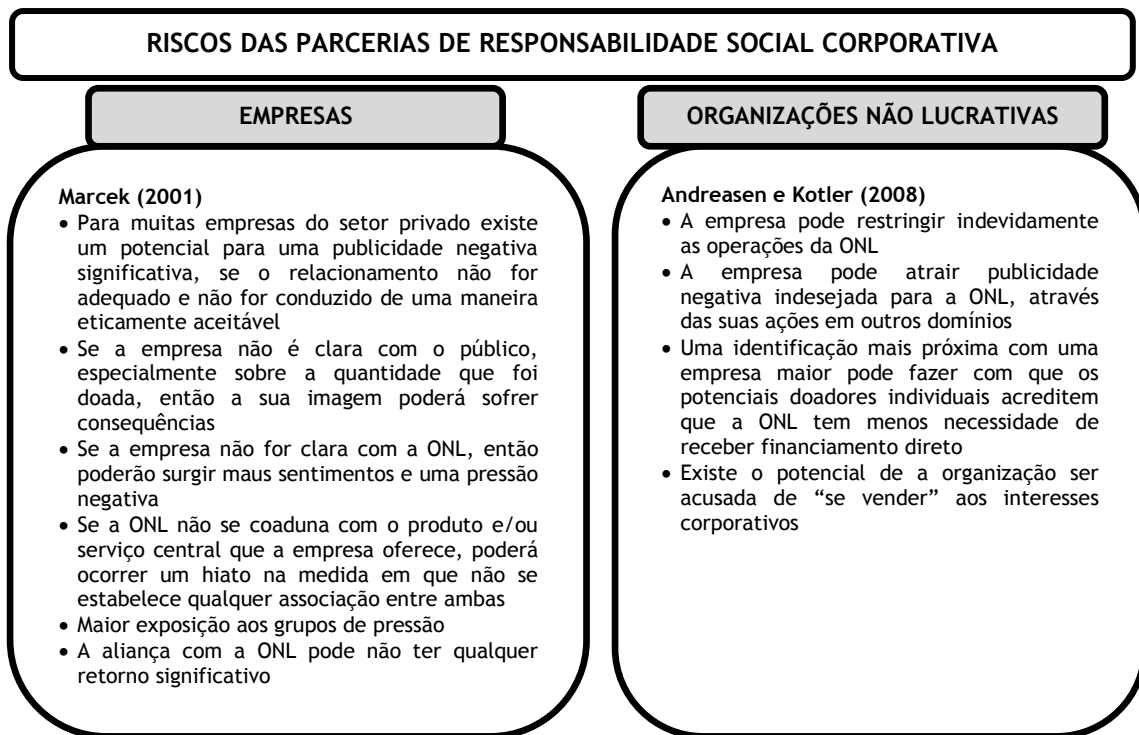 RISCOS DAS PARCERIAS DE RESPONSABILIDADE SOCIAL CORPORATIVA
EMPRESAS
Marcek (2001)
• Para muitas empresas do setor privado existe
um potencial para uma publicidade negativa
significativa, se o relacionamento não for
adequado e não for conduzido de uma maneira
eticamente aceitável
• Se a empresa não é clara com o público,
especialmente sobre a quantidade que foi
doada, então a sua imagem poderá sofrer
consequências
• Se a empresa não for clara com a ONL, então
poderão surgir maus sentimentos e uma pressão
negativa
• Se a ONL não se coaduna com o produto e/ou
serviço central que a empresa oferece, poderá
ocorrer um hiato na medida em que não se
estabelece qualquer associação entre ambas
• Maior exposição aos grupos de pressão
• A aliança com a ONL pode não ter qualquer
retorno significativo
ORGANIZAÇÕES NÃO LUCRATIVAS
Andreasen e Kotler (2008)
• A empresa pode restringir indevidamente
as operações da ONL
• A empresa pode atrair publicidade
negativa indesejada para a ONL, através
das suas ações em outros domínios
• Uma identificação mais próxima com uma
empresa maior pode fazer com que os
potenciais doadores individuais acreditem
que a ONL tem menos necessidade de
receber financiamento direto
• Existe o potencial de a organização ser
acusada de “se vender” aos interesses
corporativos